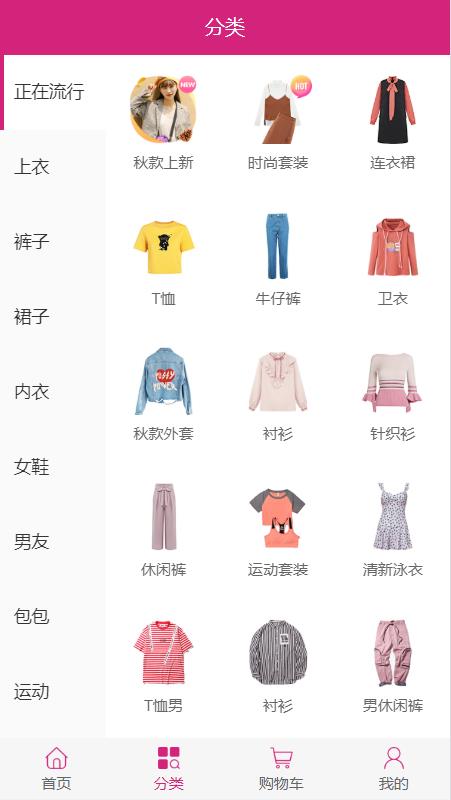 分类
正在流行
上衣
裤子
裙子
内衣
女鞋
男友
包包
运动
NEW
秋款上新
HOT
时尚套装
连衣裙
T恤
牛仔裤
卫衣
秋款外套
衬衫
针织衫
休闲裤
运动套装
清新泳衣
T恤男
衬衫
男休闲裤
首页
分类
购物车
我的